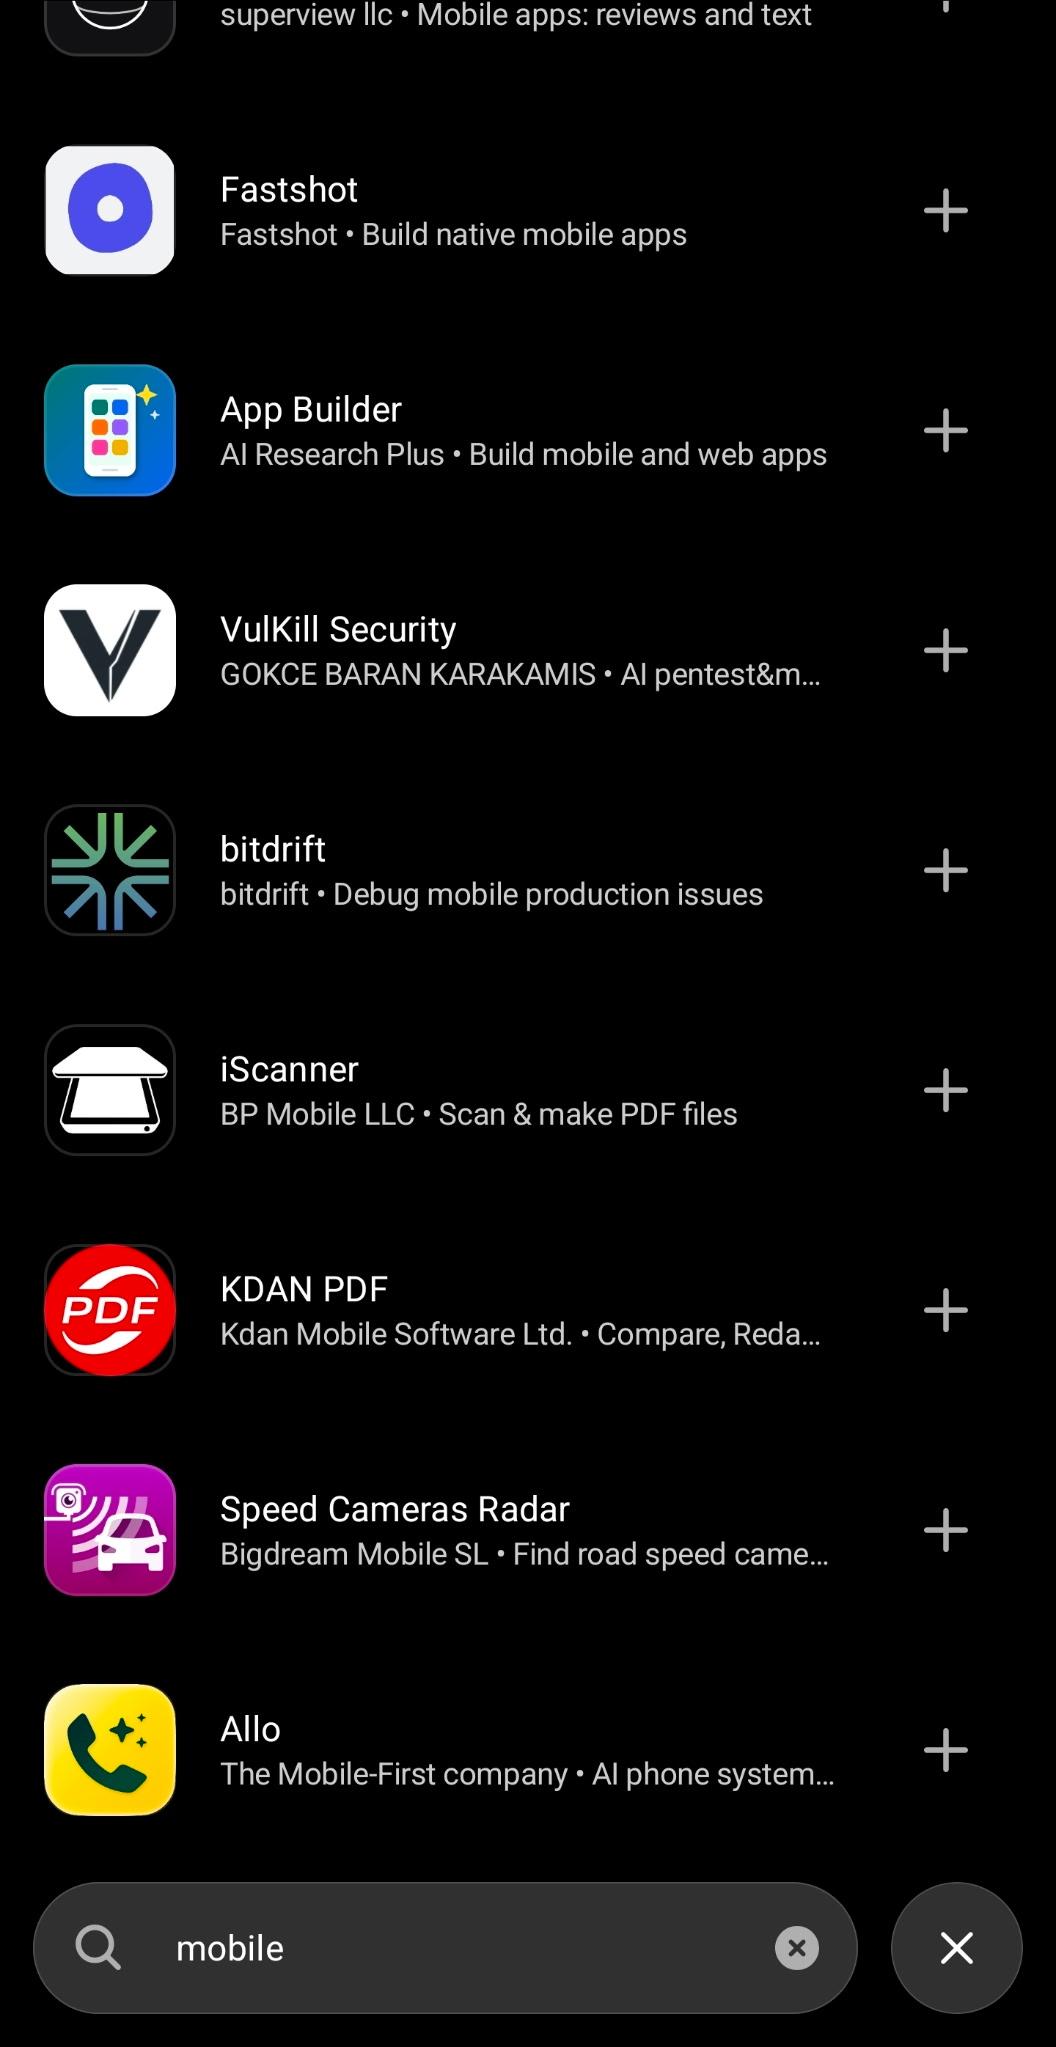 superview llc • Mobile apps: reviews and text
Fastshot
Fastshot • Build native mobile apps
App Builder
AI Research Plus • Build mobile and web apps
VulKill Security
GOKCE BARAN KARAKAMIS • AI pentest&m...
bitdrift
bitdrift • Debug mobile production issues
iScanner
BP Mobile LLC • Scan & make PDF files
PDF
KDAN PDF
Kdan Mobile Software Ltd. • Compare, Reda...
Speed Cameras Radar
Bigdream Mobile SL • Find road speed came...
Allo
The Mobile-First company • AI phone system...
mobile